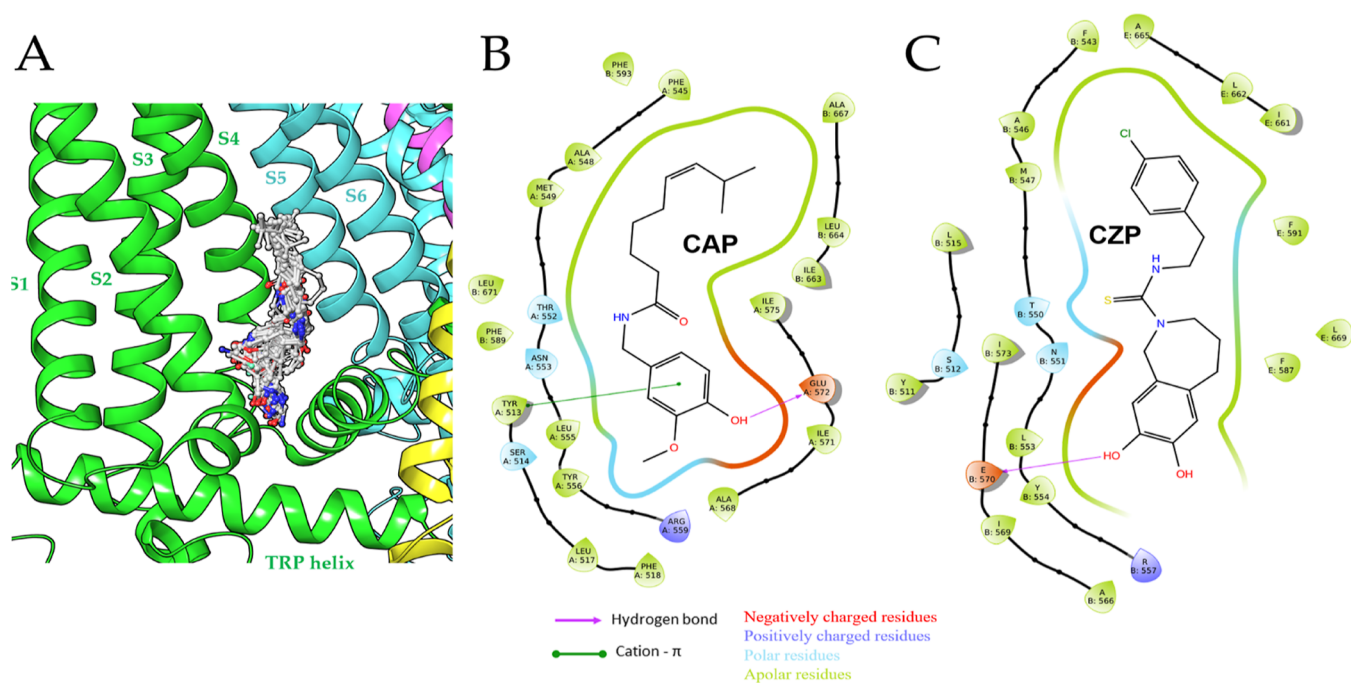 A
S1
S2
S3
S4
S5
S6
TRP helix
B
PHE
B: 593
PHE
A: 545
ALA
A: 548
MET
A: 549
LEU
B: 671
PHE
B: 589
THR
A: 552
ASN
A: 553
TYR
A: 513
SER
A: 514
LEU
A: 555
TYR
A: 556
ARG
A: 559
LEU
A: 517
PHE
A: 518
ALA
B: 667
LEU
B: 664
ILE
B: 663
ILE
A: 575
GLU
A: 572
ILE
A: 571
ALA
A: 568
CAP
HN
O
OH
O
C
F
B: 543
A
E: 665
L
E: 662
I
E: 661
A
B: 546
M
B: 547
L
B: 515
S
B: 512
Y
B: 511
T
B: 550
N
B: 551
I
B: 573
L
B: 553
E
B: 570
Y
B: 554
I
B: 569
R
B: 557
A
B: 566
F
E: 591
L
E: 669
F
E: 587
Cl
CZP
H
N
S
N
HO
OH
Hydrogen bond
Cation - π
Negatively charged residues
Positively charged residues
Polar residues
Apolar residues